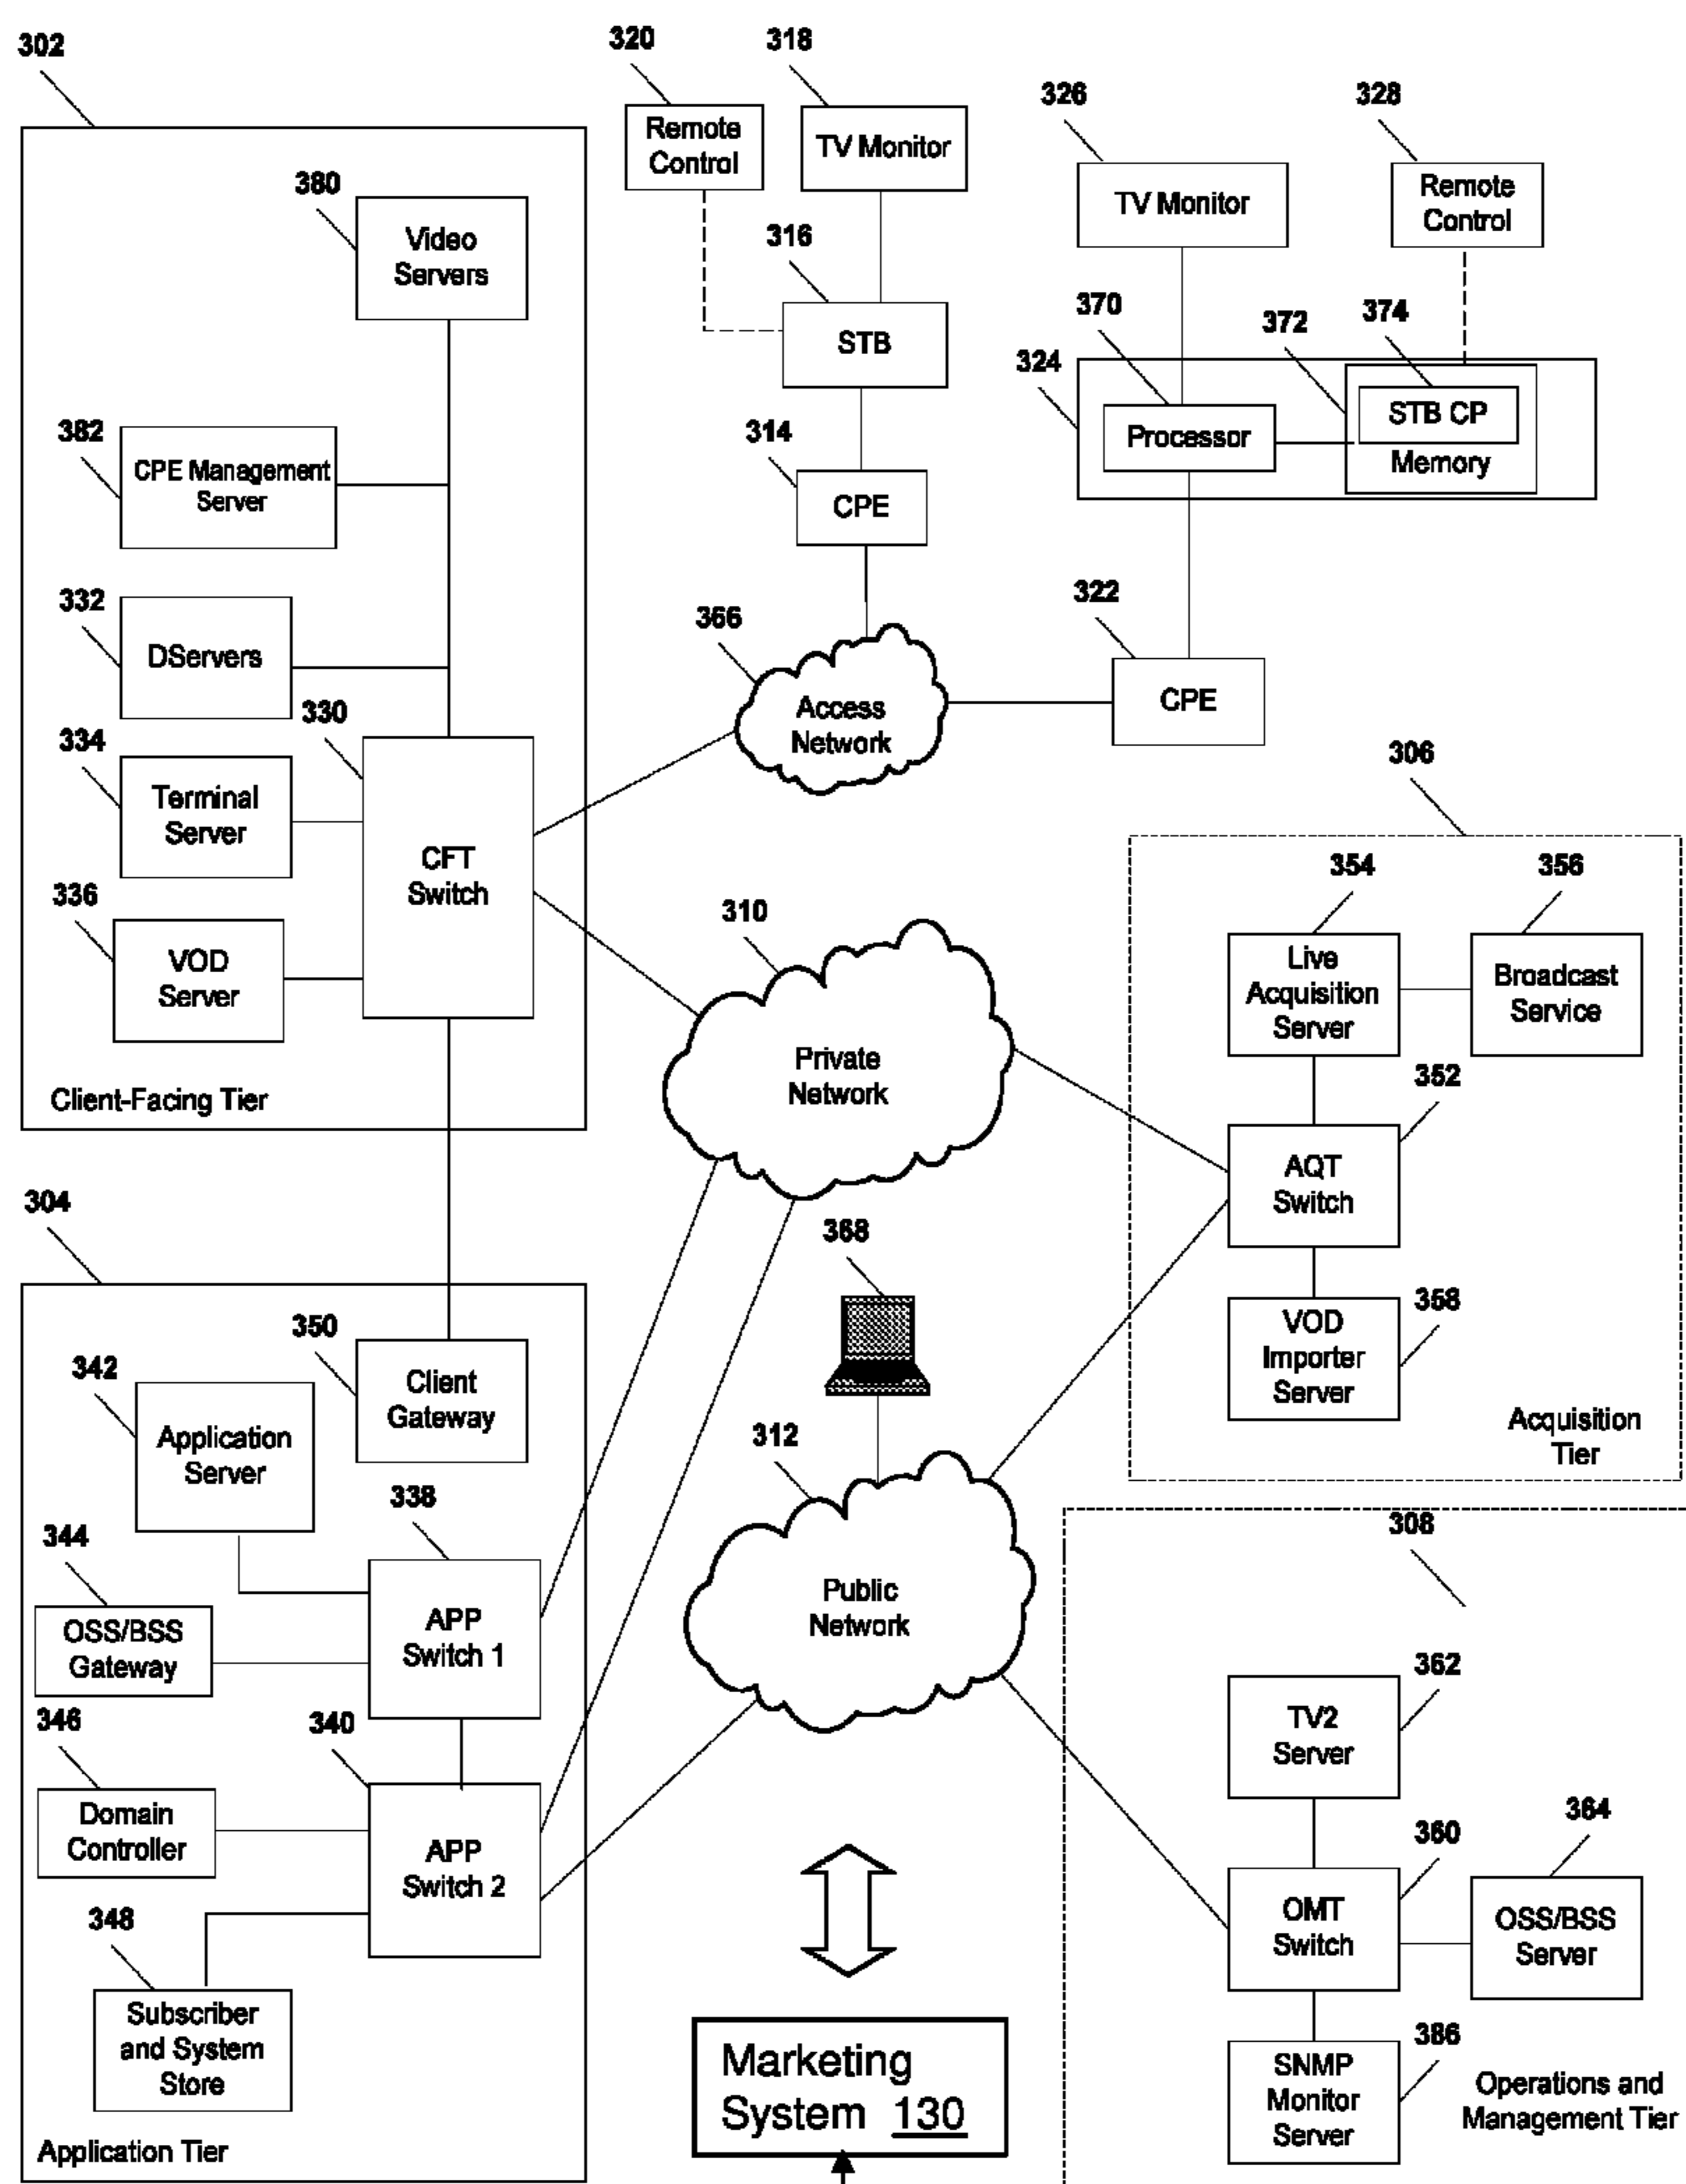 302
320
318
326
328
Remote
Control
TV Monitor
TV Monitor
Remote
Control
380
Video
Servers
316
STB
370
372
374
324
Processor
STB CP
Memory
382
CPE Management
Server
314
CPE
332
DServers
366
Access
Network
322
CPE
330
334
Terminal
Server
CFT
Switch
336
VOD
Server
Client-Facing Tier
310
Private
Network
306
354
356
Live
Acquisition
Server
Broadcast
Service
352
AQT
Switch
358
VOD
Importer
Server
Acquisition
Tier
304
368
350
Client
Gateway
342
Application
Server
312
Public
Network
338
APP
Switch 1
344
OSS/BSS
Gateway
346
340
Domain
Controller
APP
Switch 2
348
Subscriber
and System
Store
Application Tier
308
362
TV2
Server
360
364
OMT
Switch
OSS/BSS
Server
386
SNMP
Monitor
Server
Operations and
Management Tier
Marketing
System 130